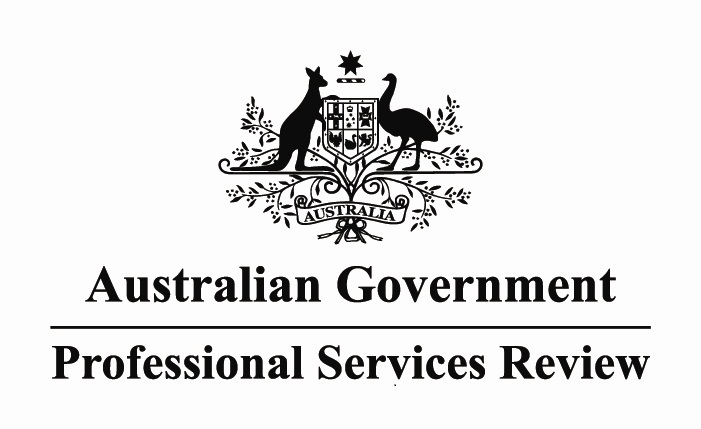 AUSTRALIA
Australian Government
Professional Services Review